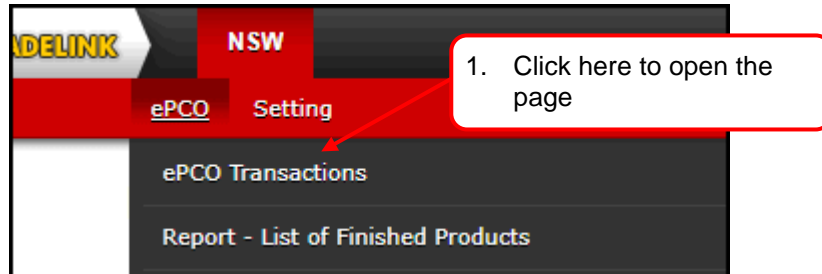 ADELINK
NSW
1. Click here to open the
page
ePCO Setting
ePCO Transactions
Report - List of Finished Products